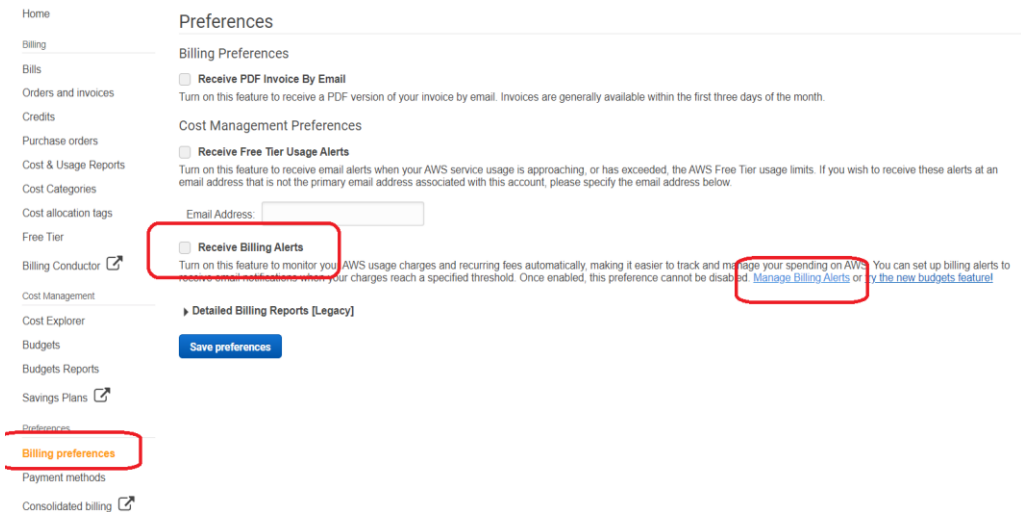 Home
Billing
Bills
Orders and invoices
Credits
Purchase orders
Cost & Usage Reports
Cost Categories
Cost allocation tags
Free Tier
Billing Conductor
Cost Management
Cost Explorer
Budgets
Budgets Reports
Savings Plans
Preferences
Billing preferences
Payment methods
Consolidated billing
Preferences
Billing Preferences
Receive PDF Invoice By Email
Turn on this feature to receive a PDF version of your invoice by email. Invoices are generally available within the first three days of the month.
Cost Management Preferences
Receive Free Tier Usage Alerts
Turn on this feature to receive email alerts when your AWS service usage is approaching, or has exceeded, the AWS Free Tier usage limits. If you wish to receive these alerts at an
email address that is not the primary email address associated with this account, please specify the email address below.
Email Address:
Receive Billing Alerts
Turn on this feature to monitor your AWS usage charges and recurring fees automatically, making it easier to track and manage your spending on AWS. You can set up billing alerts to
receive email notifications when your charges reach a specified threshold. Once enabled, this preference cannot be disabled. Manage Billing Alerts or try the new budgets feature!
Detailed Billing Reports [Legacy]
Save preferences